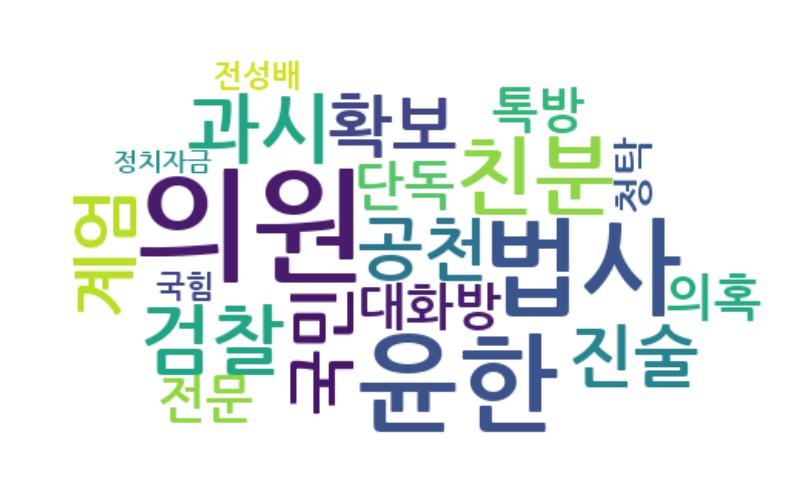 전성배
과시
확보
톡방
정치자금
단독
친분
청탁
계엄
의원
공천
법사
국힘
국민
대화방
의혹
검찰
윤한
진술
전문